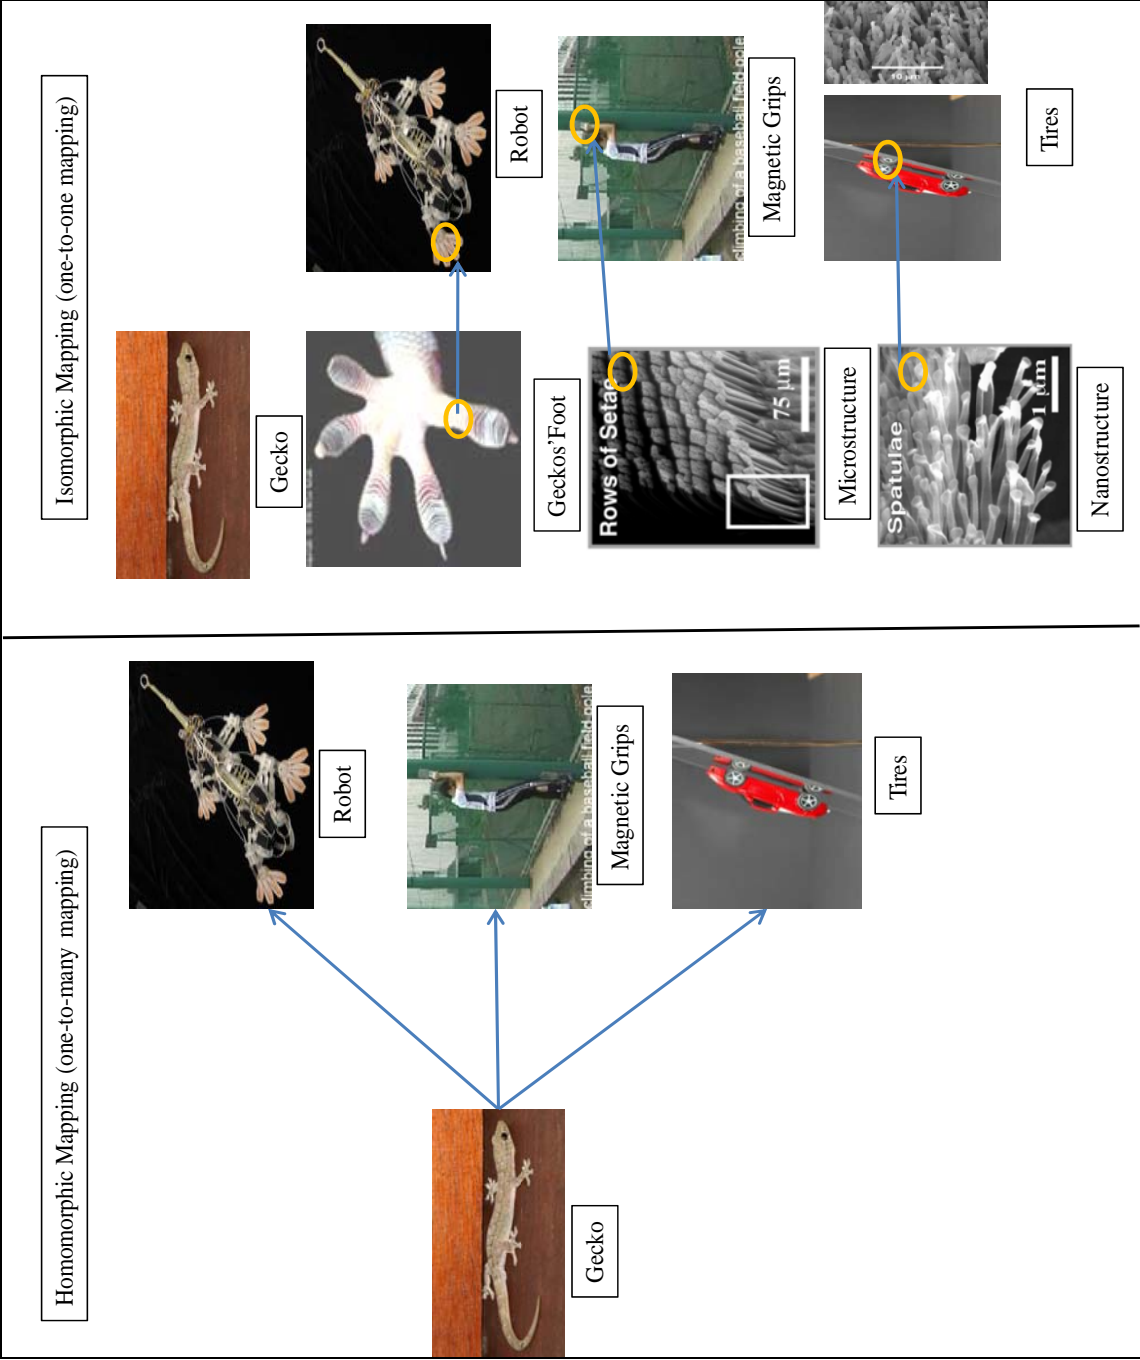 Homomorphic Mapping (one-to-many mapping)
Robot
climbing of a baseball field pole
Magnetic Grips
Gecko
Tires
Isomorphic Mapping (one-to-one mapping)
Gecko
Robot
Geckos'Foot
Rows of Setae
75 µm
climbing of a baseball field pole
Magnetic Grips
Microstructure
Spatulae
1 µm
10 µm
Tires
Nanostructure